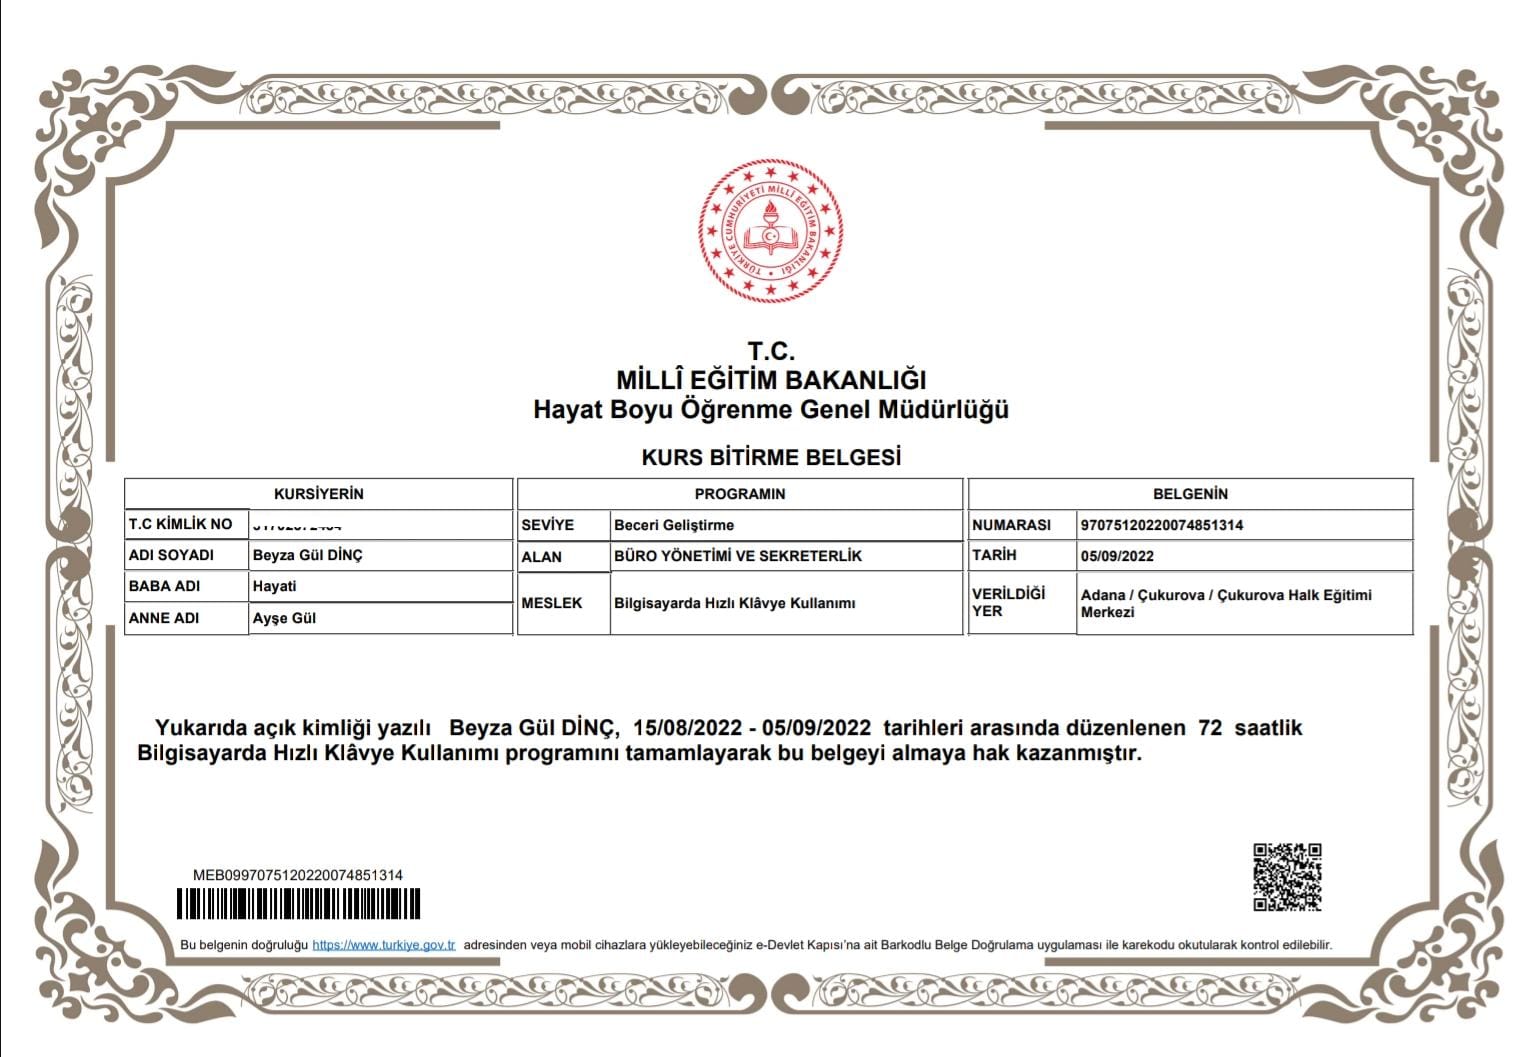 TÜRKİYE CUMHURİYETİ MİLLÎ EĞİTİM BAKANLIĞI
T.C.
MİLLÎ EĞİTİM BAKANLIĞI
Hayat Boyu Öğrenme Genel Müdürlüğü
KURS BİTİRME BELGESİ
KURSİYERİN
T.C KİMLİK NO
ADI SOYADI Beyza Gül DİNÇ
BABA ADI Hayati
ANNE ADI Ayşe Gül
PROGRAMIN
SEVİYE Beceri Geliştirme
ALAN BÜRO YÖNETİMİ VE SEKRETERLİK
MESLEK Bilgisayarda Hızlı Klâvye Kullanımı
BELGENİN
NUMARASI 97075120220074851314
TARİH 05/09/2022
VERİLDİĞİ YER Adana / Çukurova / Çukurova Halk Eğitimi
Merkezi
Yukarıda açık kimliği yazılı Beyza Gül DİNÇ, 15/08/2022 - 05/09/2022 tarihleri arasında düzenlenen 72 saatlik
Bilgisayarda Hızlı Klâvye Kullanımı programını tamamlayarak bu belgeyi almaya hak kazanmıştır.
MEB0997075120220074851314
Bu belgenin doğruluğu https://www.turkiye.gov.tr adresinden veya mobil cihazlara yükleyebileceğiniz e-Devlet Kapısı'na ait Barkodlu Belge Doğrulama uygulaması ile karekodu okutularak kontrol edilebilir.